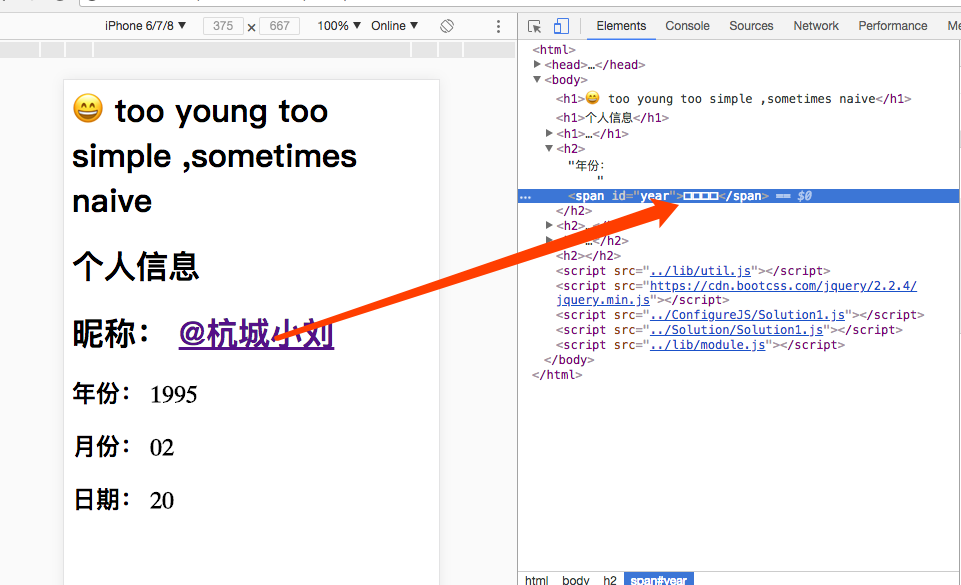 iPhone 6/7/8 ▼ 375 × 667 100% ▼ Online ▼
Elements Console Sources Network Performance Me
😄 too young too
simple ,sometimes
naive
个人信息
昵称： @杭城小刘
年份： 1995
月份： 02
日期： 20
<html>
▶<head>…</head>
▼<body>
<h1>😄 too young too simple ,sometimes naive</h1>
<h1>个人信息</h1>
▶<h1>…</h1>
▼<h2>
"年份：
"
… <span id="year">□□□□</span> == $0
</h2>
▶<h2>…</h2>
…</h2>
<h2></h2>
<script src="../lib/util.js"></script>
<script src="https://cdn.bootcss.com/jquery/2.2.4/
jquery.min.js"></script>
<script src="../ConfigureJS/Solution1.js"></script>
<script src="../Solution/Solution1.js"></script>
<script src="../lib/module.js"></script>
</body>
</html>
html body h2 span#year